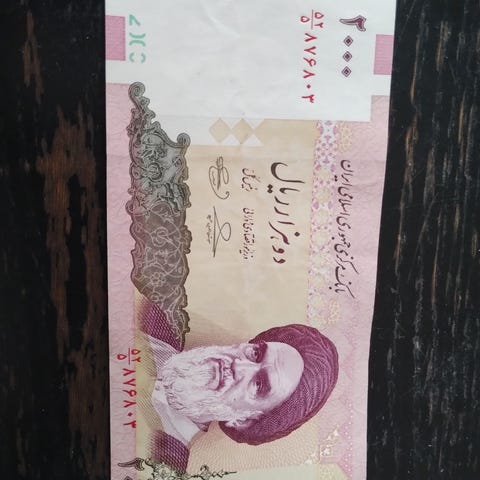 ۲۰۰۰
۵۲/۵ ۸۷۶۸۰۳
بانک مرکزی جمهوری اسلامی ایران
دو هزار ریال
رئیس کل
وزیر امور اقتصادی و دارائی
۵۲/۵ ۸۷۶۸۰۳